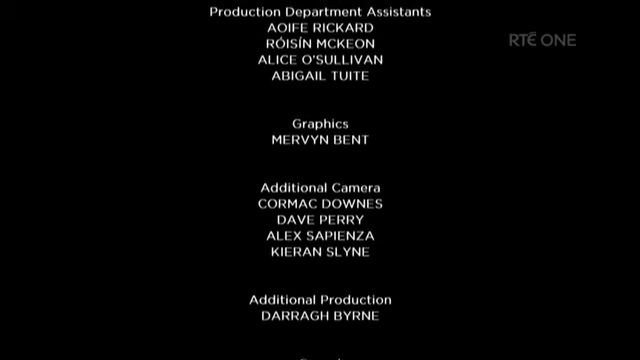 Production Department Assistants
AOIFE RICKARD
RTÉ ONE
RÓISÍN MCKEON
ALICE O'SULLIVAN
ABIGAIL TUITE
Graphics
MERVYN BENT
Additional Camera
CORMAC DOWNES
DAVE PERRY
ALEX SAPIENZA
KIERAN SLYNE
Additional Production
DARRAGH BYRNE